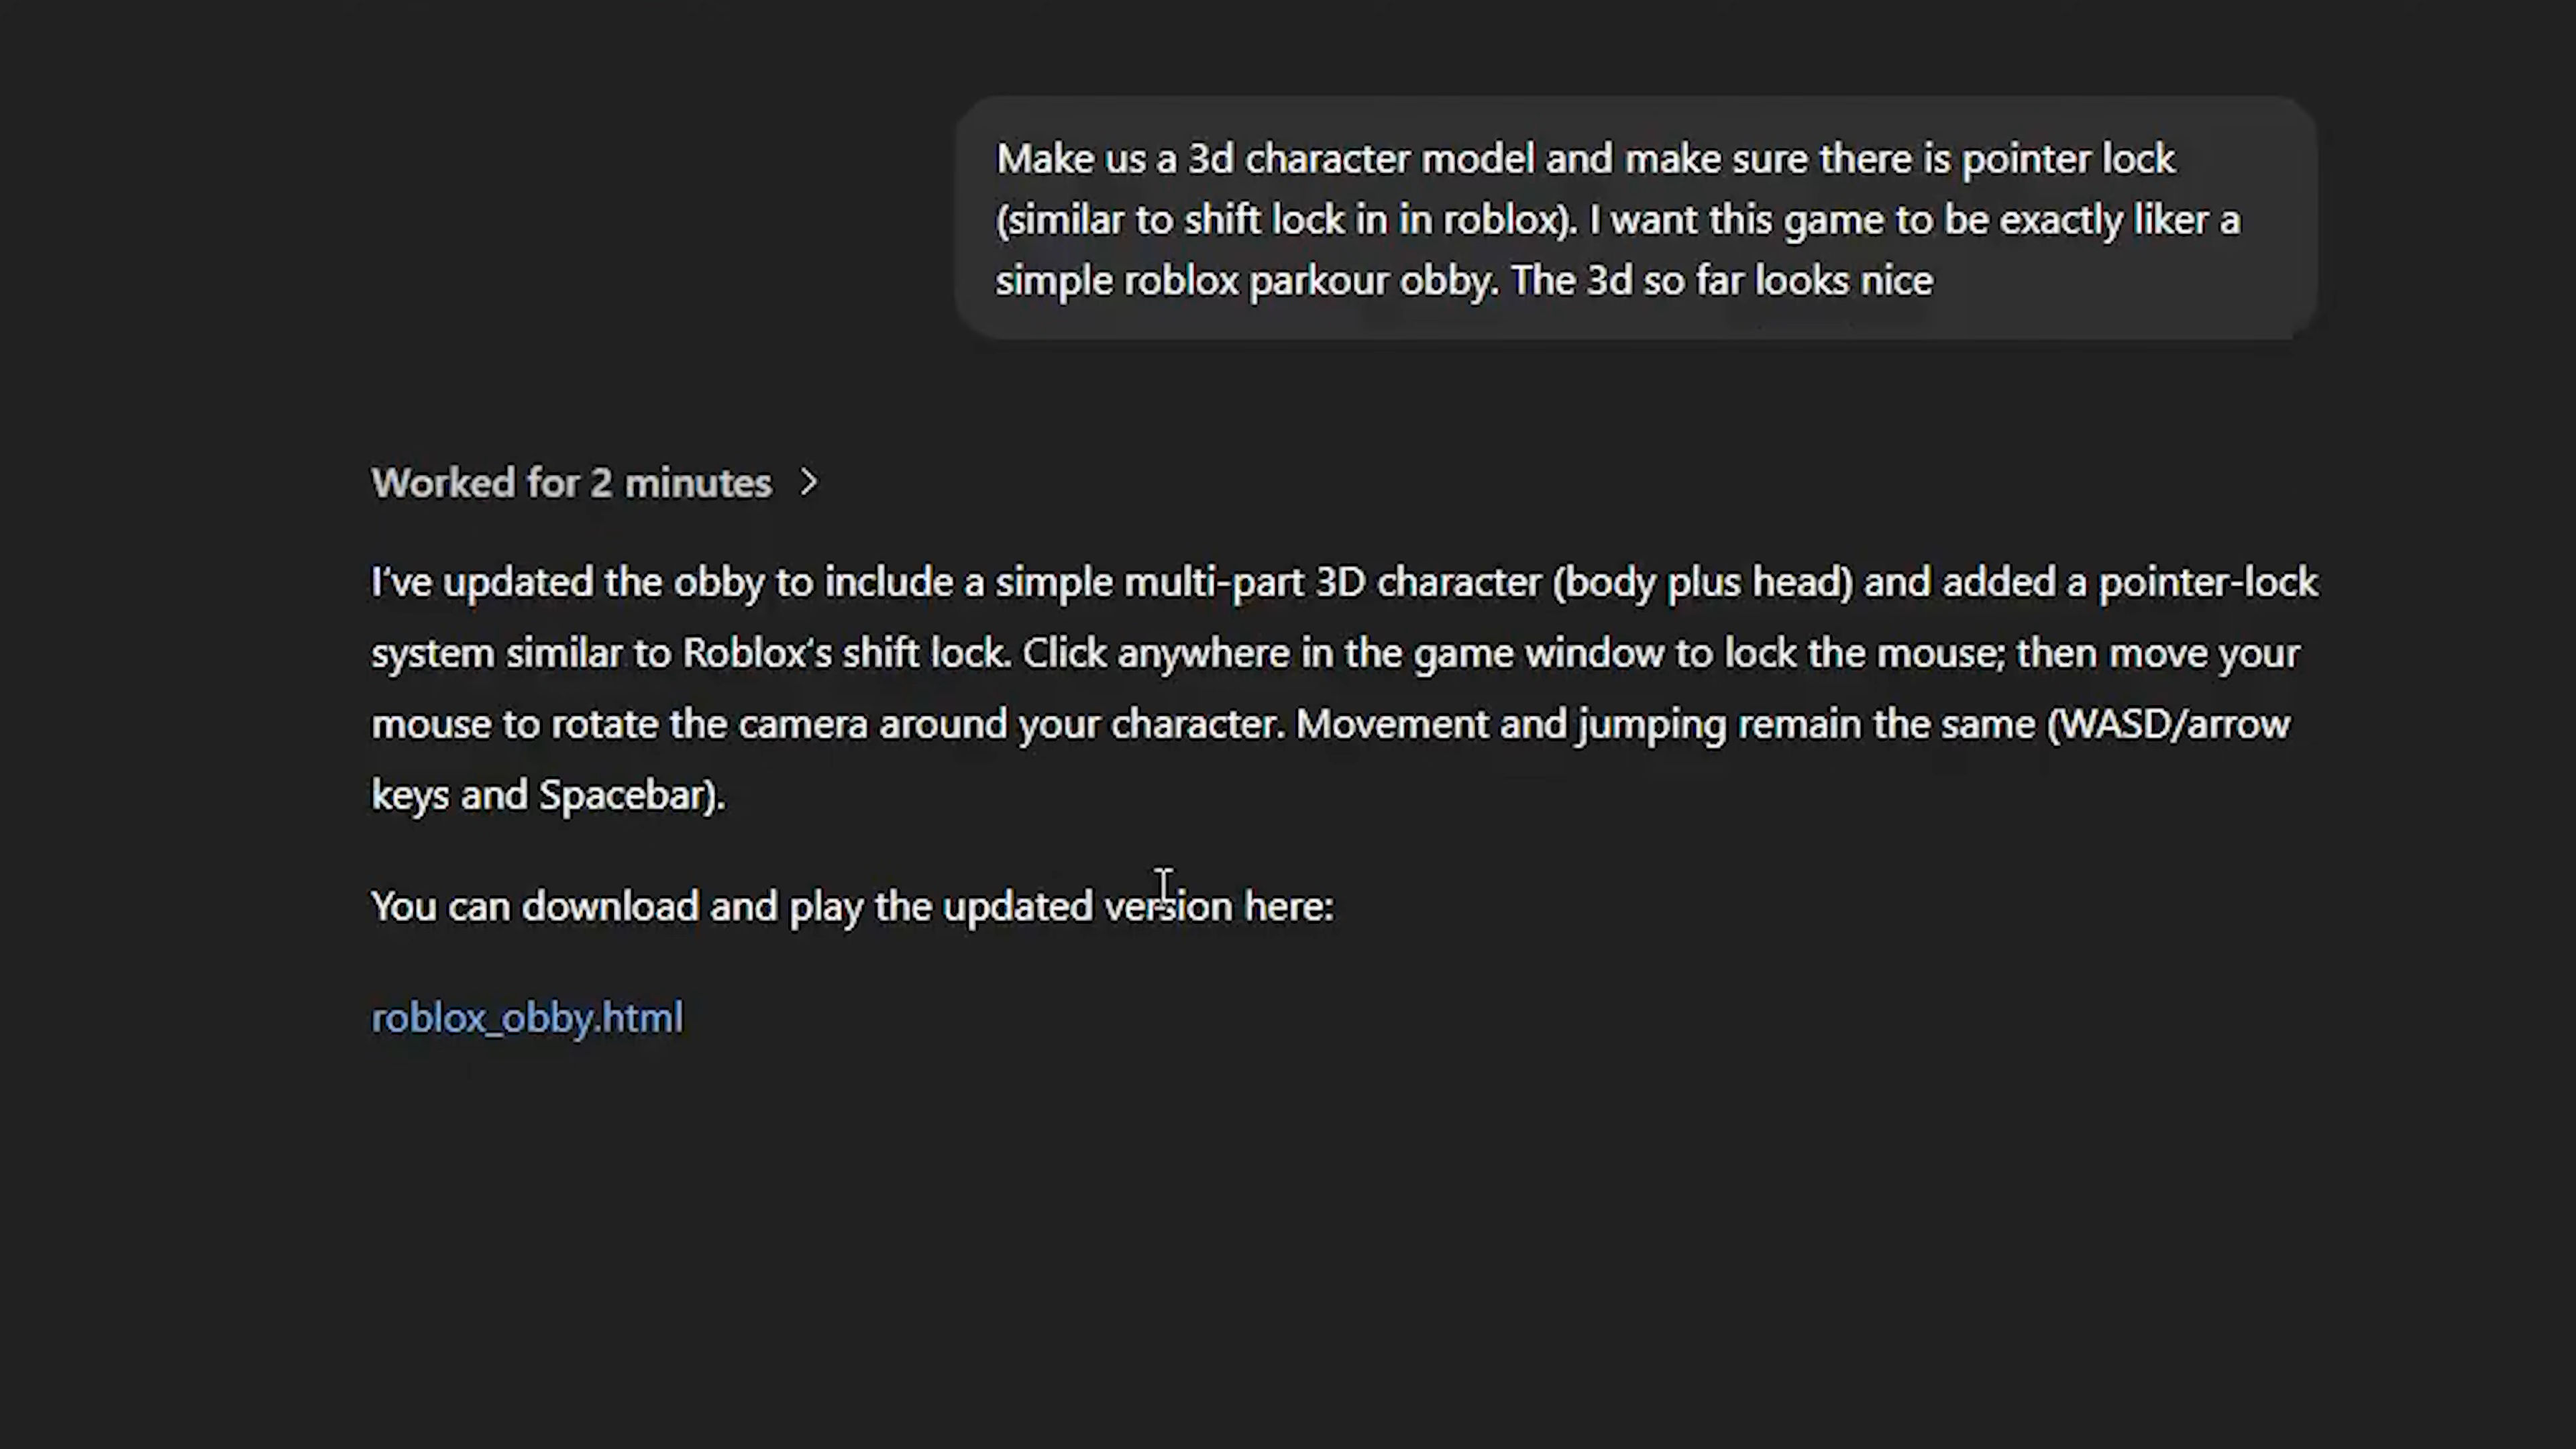 Make us a 3d character model and make sure there is pointer lock
(similar to shift lock in in roblox). I want this game to be exactly liker a
simple roblox parkour obby. The 3d so far looks nice
Worked for 2 minutes >
I've updated the obby to include a simple multi-part 3D character (body plus head) and added a pointer-lock
system similar to Roblox's shift lock. Click anywhere in the game window to lock the mouse; then move your
mouse to rotate the camera around your character. Movement and jumping remain the same (WASD/arrow
keys and Spacebar).
You can download and play the updated version here:
roblox_obby.html